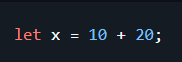 let x = 10 + 20;